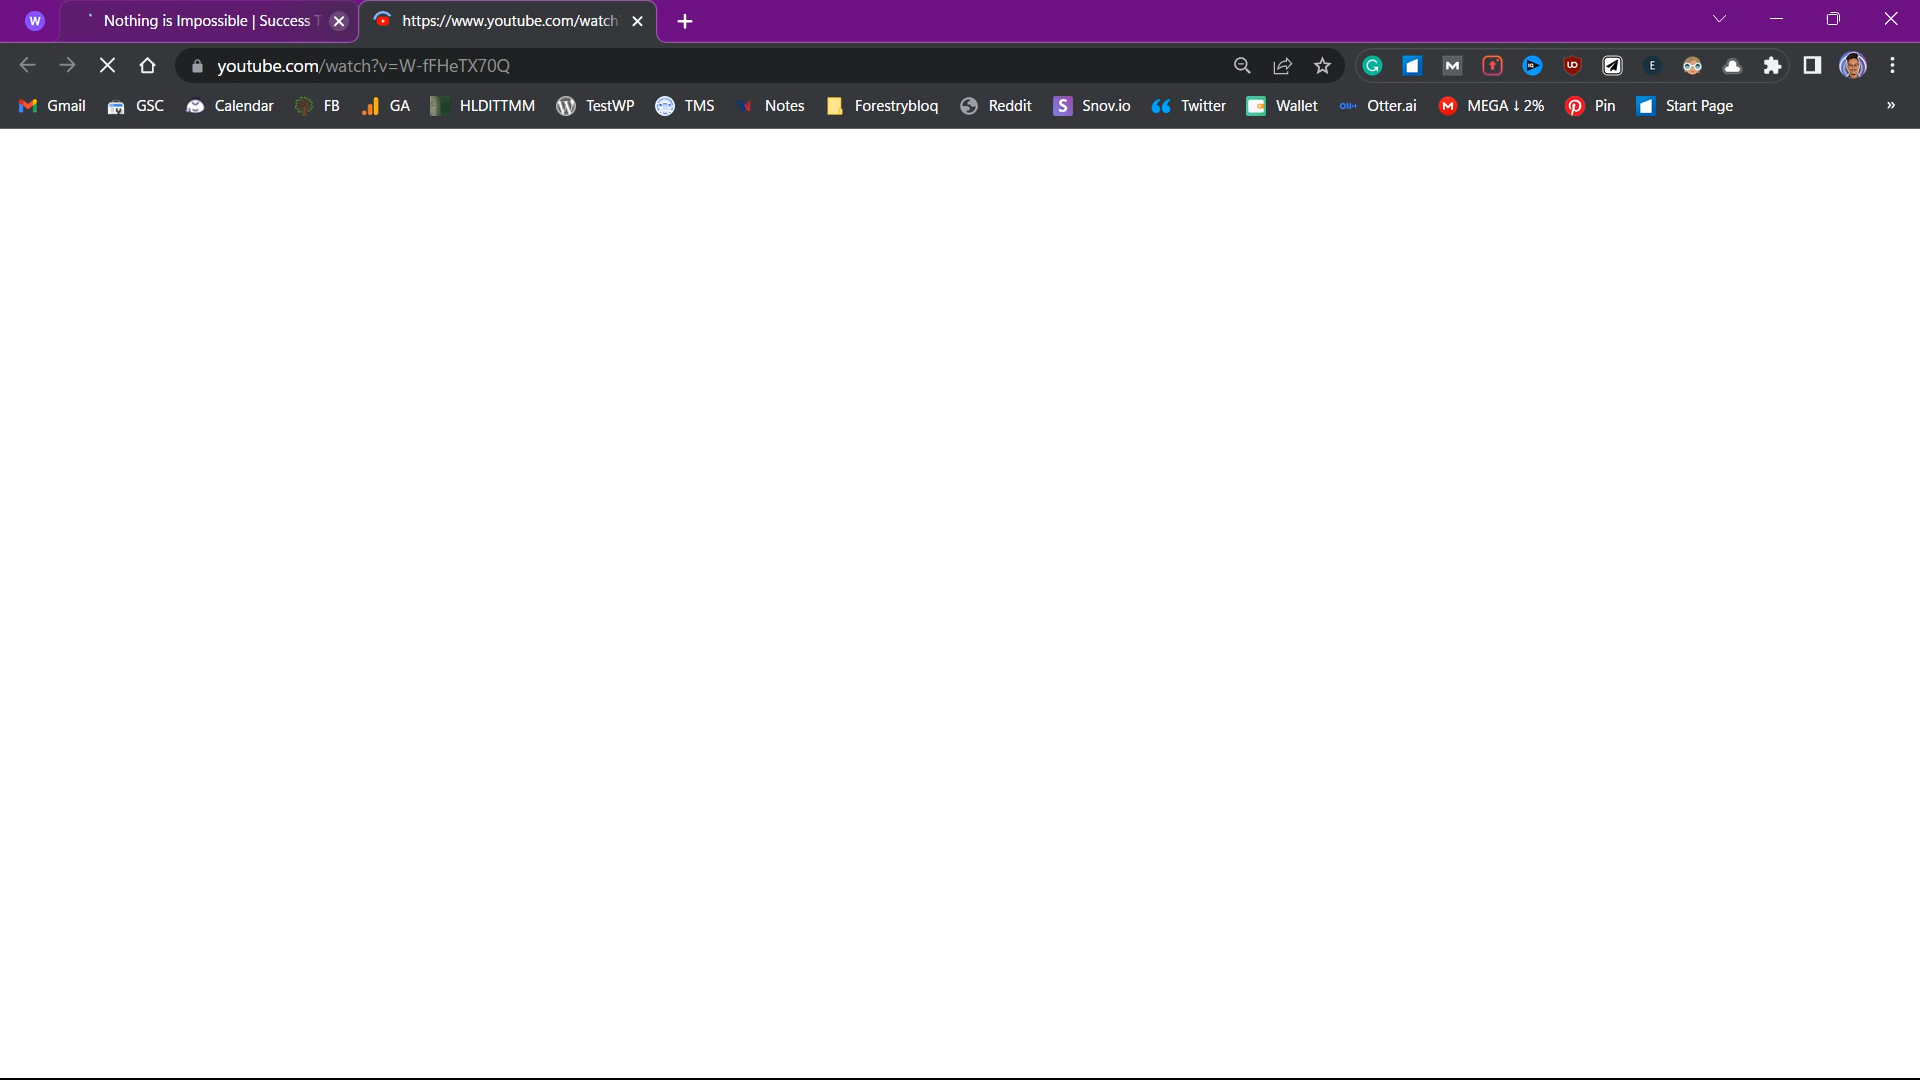 W Nothing is Impossible | Success T https://www.youtube.com/watch
youtube.com/watch?v=W-fFHeTX70Q
Gmail GSC Calendar FB GA HLDITTMM TestWP TMS Notes Forestrybloq Reddit S Snov.io Twitter Wallet Otter.ai M MEGA ↓ 2% Pin Start Page »